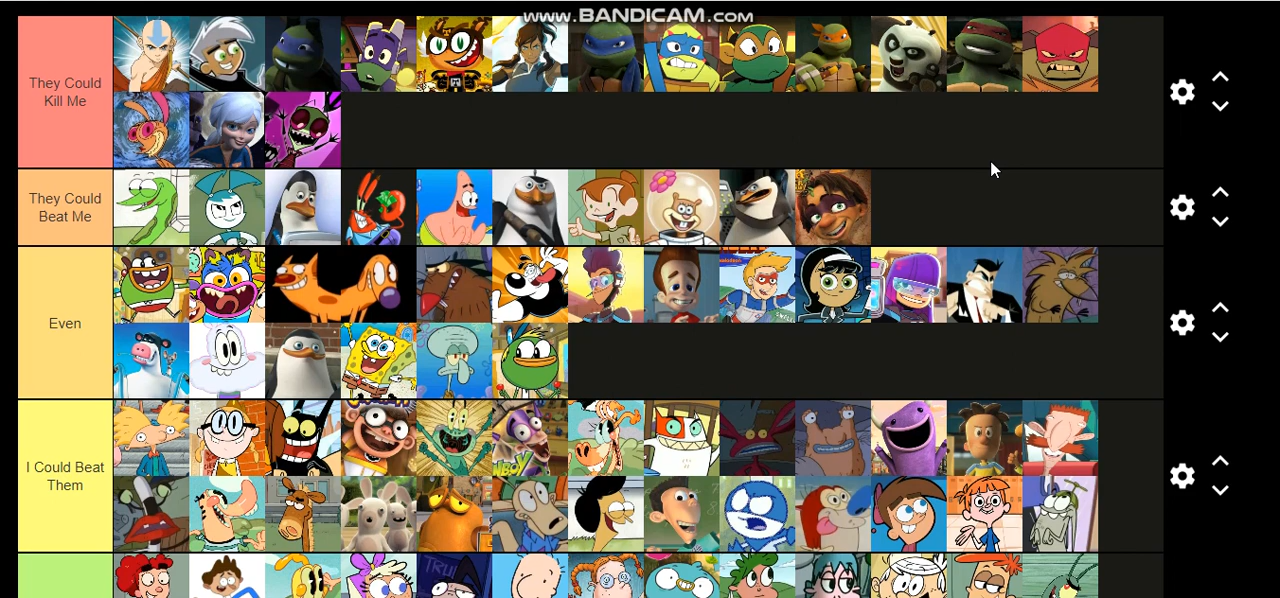 www.BANDICAM.com
They Could
Kill Me
They Could
Beat Me
Even
I Could Beat
Them